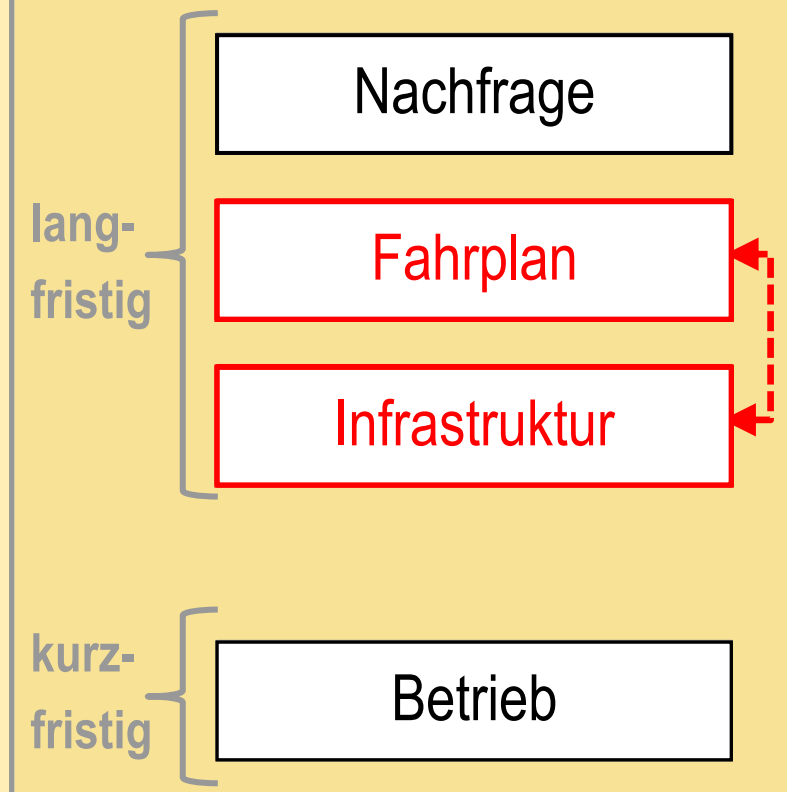 Nachfrage
lang-
fristig
Fahrplan
Infrastruktur
kurz-
fristig
Betrieb